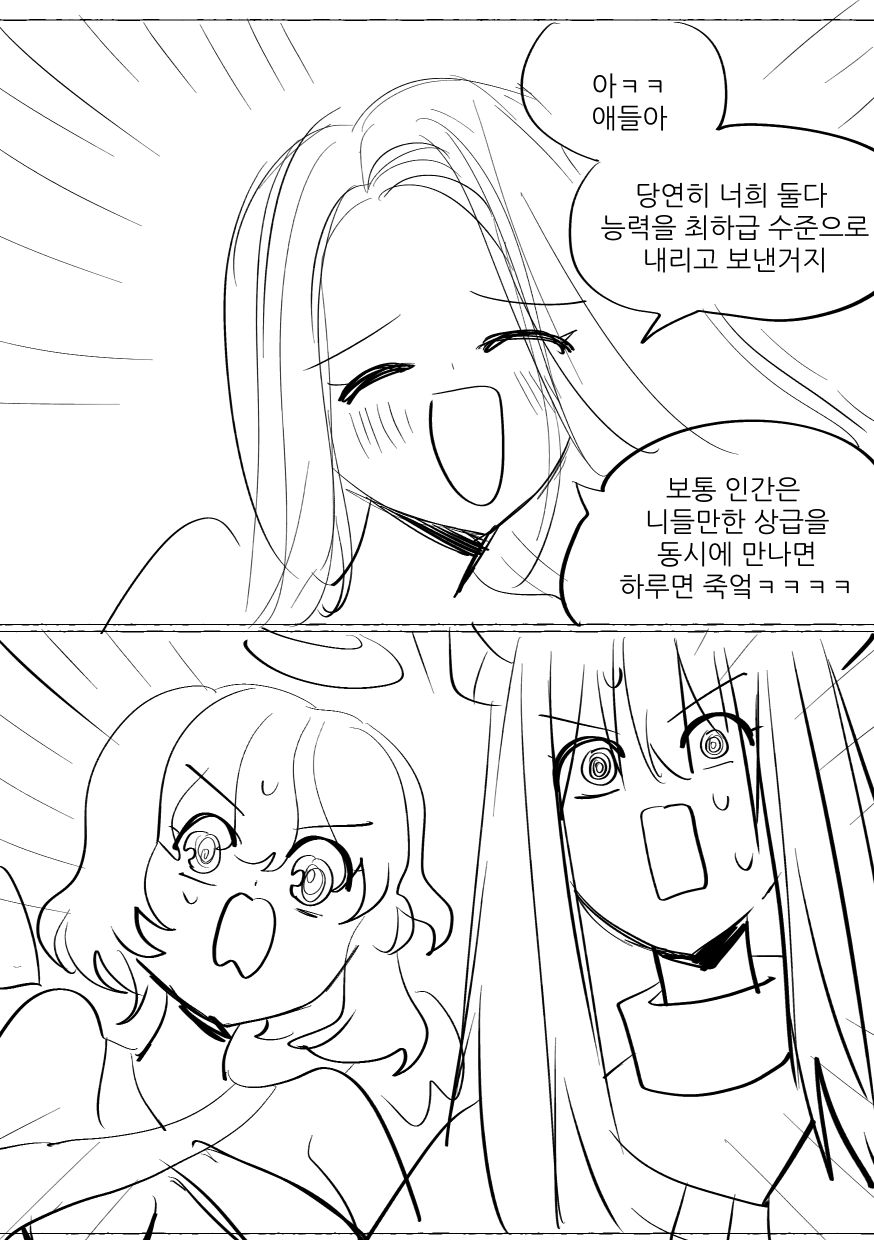 아ㅋㅋ
애들아
당연히 너희 둘다
능력을 최하급 수준으로
내리고 보낸거지
보통 인간은
니들만한 상급을
동시에 만나면
하루면 죽엌ㅋㅋㅋㅋ